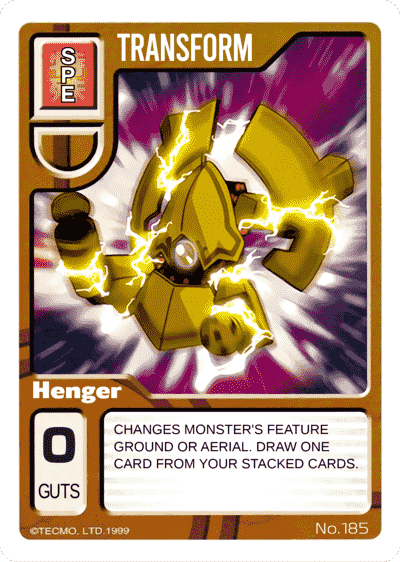 SPE
TRANSFORM
Henger
0
GUTS
CHANGES MONSTER'S FEATURE
GROUND OR AERIAL. DRAW ONE
CARD FROM YOUR STACKED CARDS.
©TECMO, LTD.1999
No.185